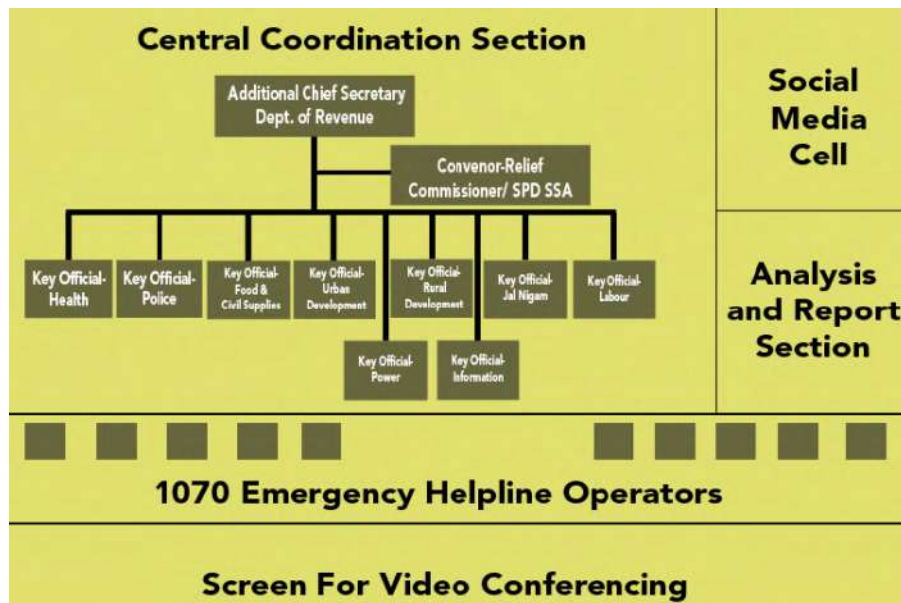 Central Coordination Section
Additional Chief Secretary
Dept. of Revenue
Convenor-Relief
Commissioner/ SPD SSA
Key Official-
Health
Key Official-
Police
Key Official-
Food &
Civil Supplies
Key Official-
Urban
Development
Key Official-
Rural
Development
Key Official-
Jal Nigam
Key Official-
Labour
Key Official-
Power
Key Official-
Information
Social
Media
Cell
Analysis
and Report
Section
1070 Emergency Helpline Operators
Screen For Video Conferencing